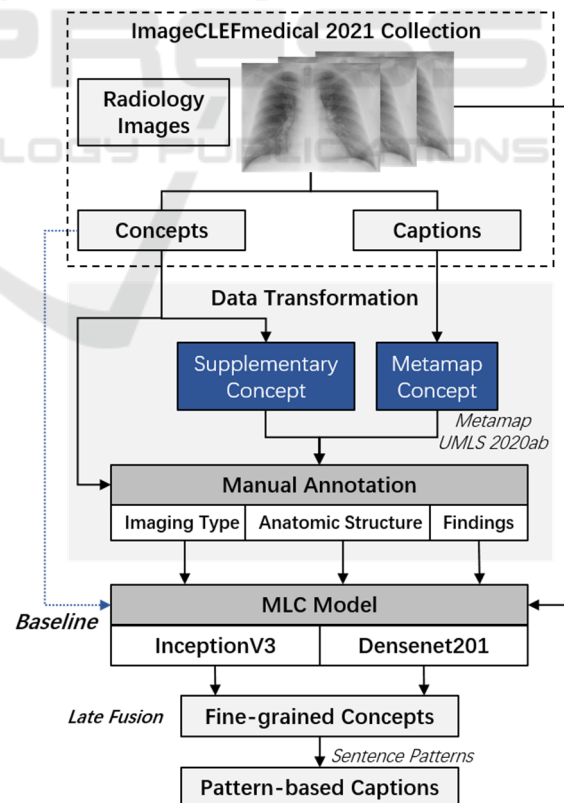 ImageCLEFmedical 2021 Collection
Radiology
Images
Concepts
Captions
Data Transformation
Supplementary
Concept
Metamap
Concept
Metamap
UMLS 2020ab
Manual Annotation
Imaging Type
Anatomic Structure
Findings
MLC Model
Baseline
InceptionV3
Densenet201
Late Fusion
Fine-grained Concepts
Sentence Patterns
Pattern-based Captions